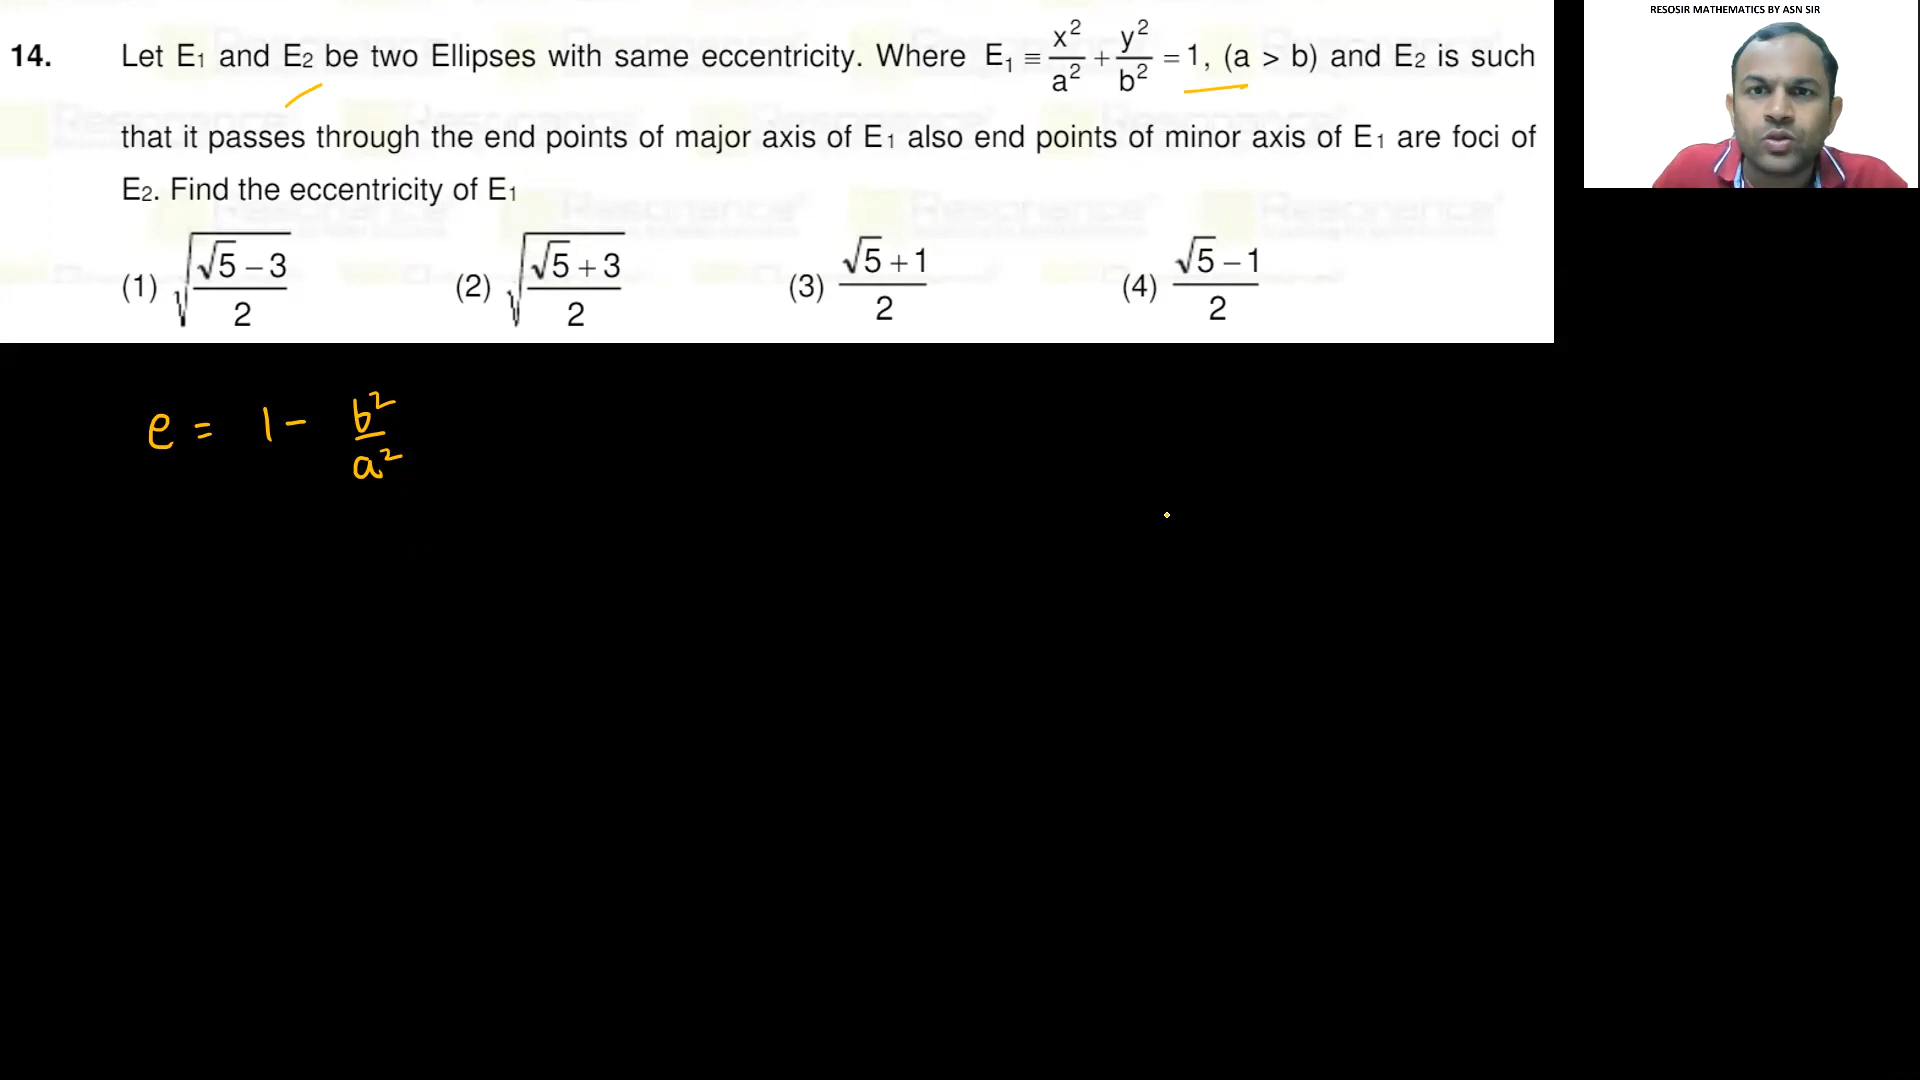 RESOSIR MATHEMATICS BY ASN SIR
14. Let E₁ and E₂ be two Ellipses with same eccentricity. Where E₁ ≡ x²/a² + y²/b² = 1, (a > b) and E₂ is such
that it passes through the end points of major axis of E₁ also end points of minor axis of E₁ are foci of
E₂. Find the eccentricity of E₁
(1) √((√5 − 3)/2) (2) √((√5 + 3)/2) (3) (√5 + 1)/2 (4) (√5 − 1)/2
e = 1 − b²/a²